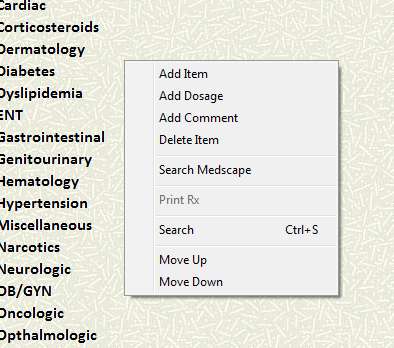 Cardiac
Corticosteroids
Dermatology
Diabetes
Dyslipidemia
ENT
Gastrointestinal
Genitourinary
Hematology
Hypertension
Miscellaneous
Narcotics
Neurologic
OB/GYN
Oncologic
Opthalmologic
Add Item
Add Dosage
Add Comment
Delete Item
Search Medscape
Print Rx
Search Ctrl+S
Move Up
Move Down